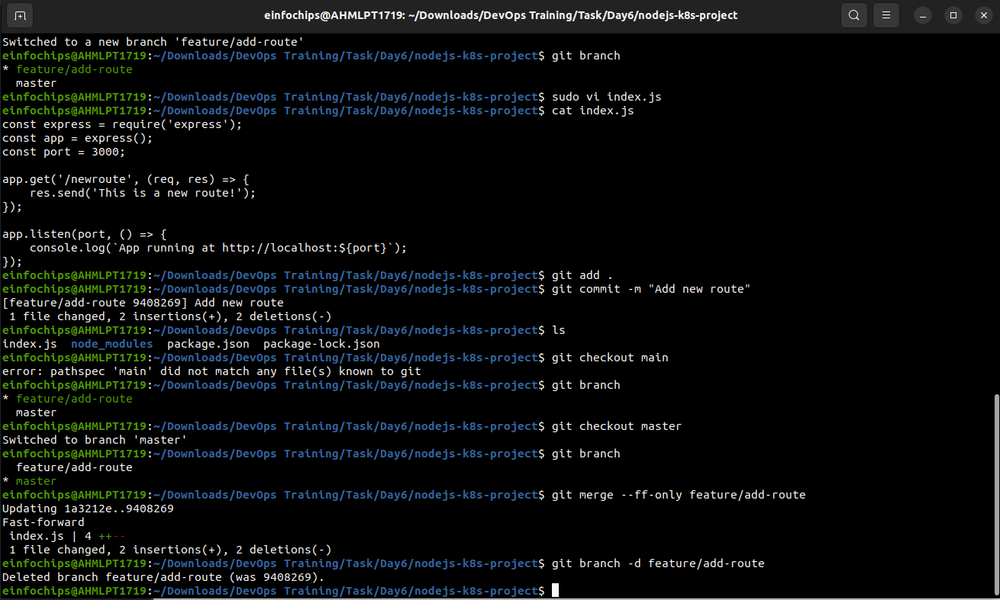 einfochips@AHMLPT1719: ~/Downloads/DevOps Training/Task/Day6/nodejs-k8s-project
Switched to a new branch 'feature/add-route'
einfochips@AHMLPT1719:~/Downloads/DevOps Training/Task/Day6/nodejs-k8s-project$ git branch
* feature/add-route
  master
einfochips@AHMLPT1719:~/Downloads/DevOps Training/Task/Day6/nodejs-k8s-project$ sudo vi index.js
einfochips@AHMLPT1719:~/Downloads/DevOps Training/Task/Day6/nodejs-k8s-project$ cat index.js
const express = require('express');
const app = express();
const port = 3000;

app.get('/newroute', (req, res) => {
    res.send('This is a new route!');
});

app.listen(port, () => {
    console.log(`App running at http://localhost:${port}`);
});
einfochips@AHMLPT1719:~/Downloads/DevOps Training/Task/Day6/nodejs-k8s-project$ git add .
einfochips@AHMLPT1719:~/Downloads/DevOps Training/Task/Day6/nodejs-k8s-project$ git commit -m "Add new route"
[feature/add-route 9408269] Add new route
 1 file changed, 2 insertions(+), 2 deletions(-)
einfochips@AHMLPT1719:~/Downloads/DevOps Training/Task/Day6/nodejs-k8s-project$ ls
index.js  node_modules  package.json  package-lock.json
einfochips@AHMLPT1719:~/Downloads/DevOps Training/Task/Day6/nodejs-k8s-project$ git checkout main
error: pathspec 'main' did not match any file(s) known to git
einfochips@AHMLPT1719:~/Downloads/DevOps Training/Task/Day6/nodejs-k8s-project$ git branch
* feature/add-route
  master
einfochips@AHMLPT1719:~/Downloads/DevOps Training/Task/Day6/nodejs-k8s-project$ git checkout master
Switched to branch 'master'
einfochips@AHMLPT1719:~/Downloads/DevOps Training/Task/Day6/nodejs-k8s-project$ git branch
  feature/add-route
* master
einfochips@AHMLPT1719:~/Downloads/DevOps Training/Task/Day6/nodejs-k8s-project$ git merge --ff-only feature/add-route
Updating 1a3212e..9408269
Fast-forward
 index.js | 4 ++--
 1 file changed, 2 insertions(+), 2 deletions(-)
einfochips@AHMLPT1719:~/Downloads/DevOps Training/Task/Day6/nodejs-k8s-project$ git branch -d feature/add-route
Deleted branch feature/add-route (was 9408269).
einfochips@AHMLPT1719:~/Downloads/DevOps Training/Task/Day6/nodejs-k8s-project$